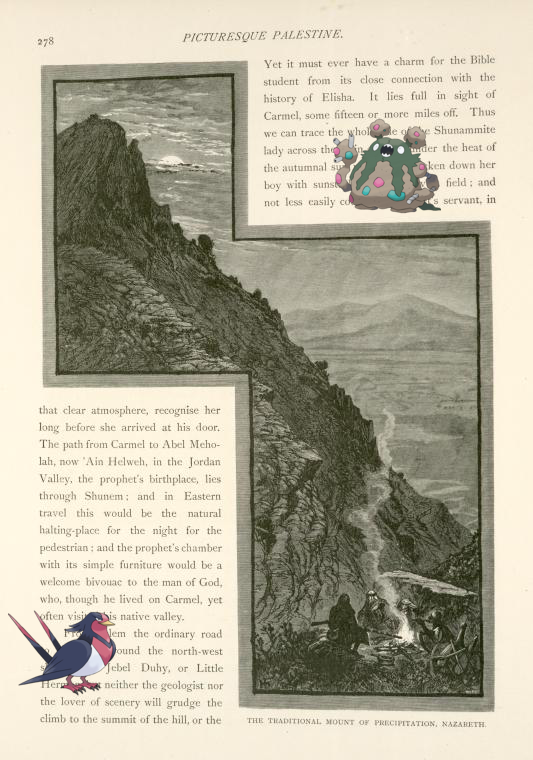 278
PICTURESQUE PALESTINE.
Yet it must ever have a charm for the Bible
student from its close connection with the
history of Elisha. It lies full in sight of
Carmel, some fifteen or more miles off. Thus
we can trace the of Shunammite
lady across the heat of
the autumnal her
boy with field ; and
not less easily servant, in
that clear atmosphere, recognise her
long before she arrived at his door.
The path from Carmel to Abel Meho-
lah, now 'Ain Helweh, in the Jordan
Valley, the prophet's birthplace, lies
through Shunem ; and in Eastern
travel this would be the natural
halting-place for the night for the
pedestrian ; and the prophet's chamber
with its simple furniture would be a
welcome bivouac to the man of God,
who, though he lived on Carmel, yet
often his native valley.
the ordinary road
the north-west
Jebel Duhy, or Little
neither the geologist nor
the lover of scenery will grudge the
climb to the summit of the hill, or the
THE TRADITIONAL MOUNT OF PRECIPITATION, NAZARETH.